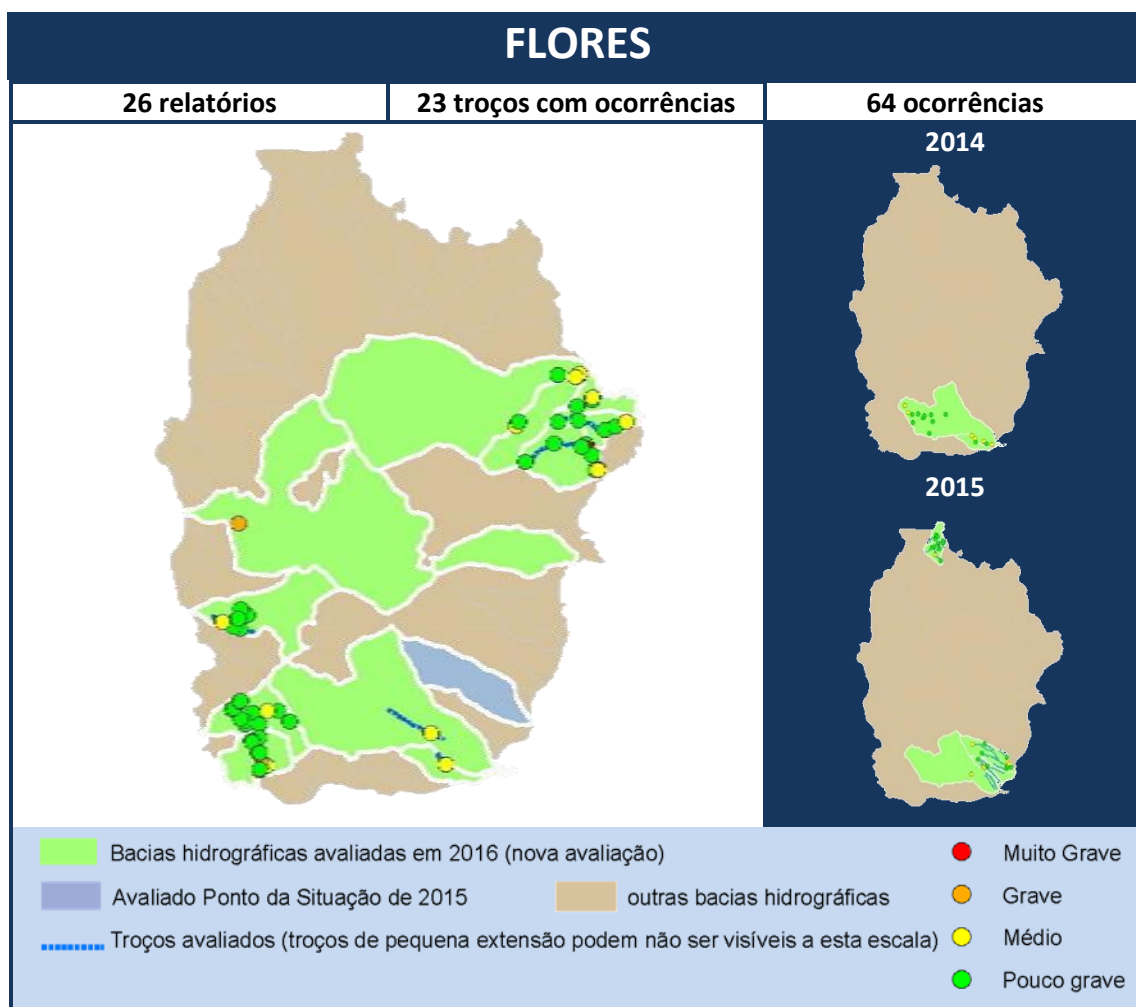 FLORES
26 relatórios
23 troços com ocorrências
64 ocorrências
2014
2015
Bacias hidrográficas avaliadas em 2016 (nova avaliação)
Avaliado Ponto da Situação de 2015
outras bacias hidrográficas
Troços avaliados (troços de pequena extensão podem não ser visíveis a esta escala)
Muito Grave
Grave
Médio
Pouco grave